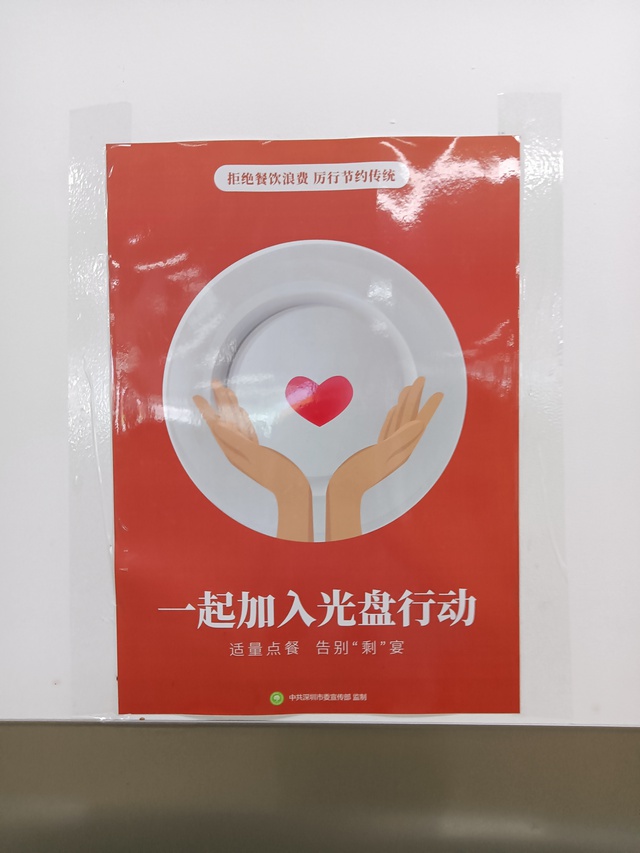 拒绝餐饮浪费 厉行节约传统
一起加入光盘行动
适量点餐 告别“剩”宴
中共深圳市委宣传部 监制